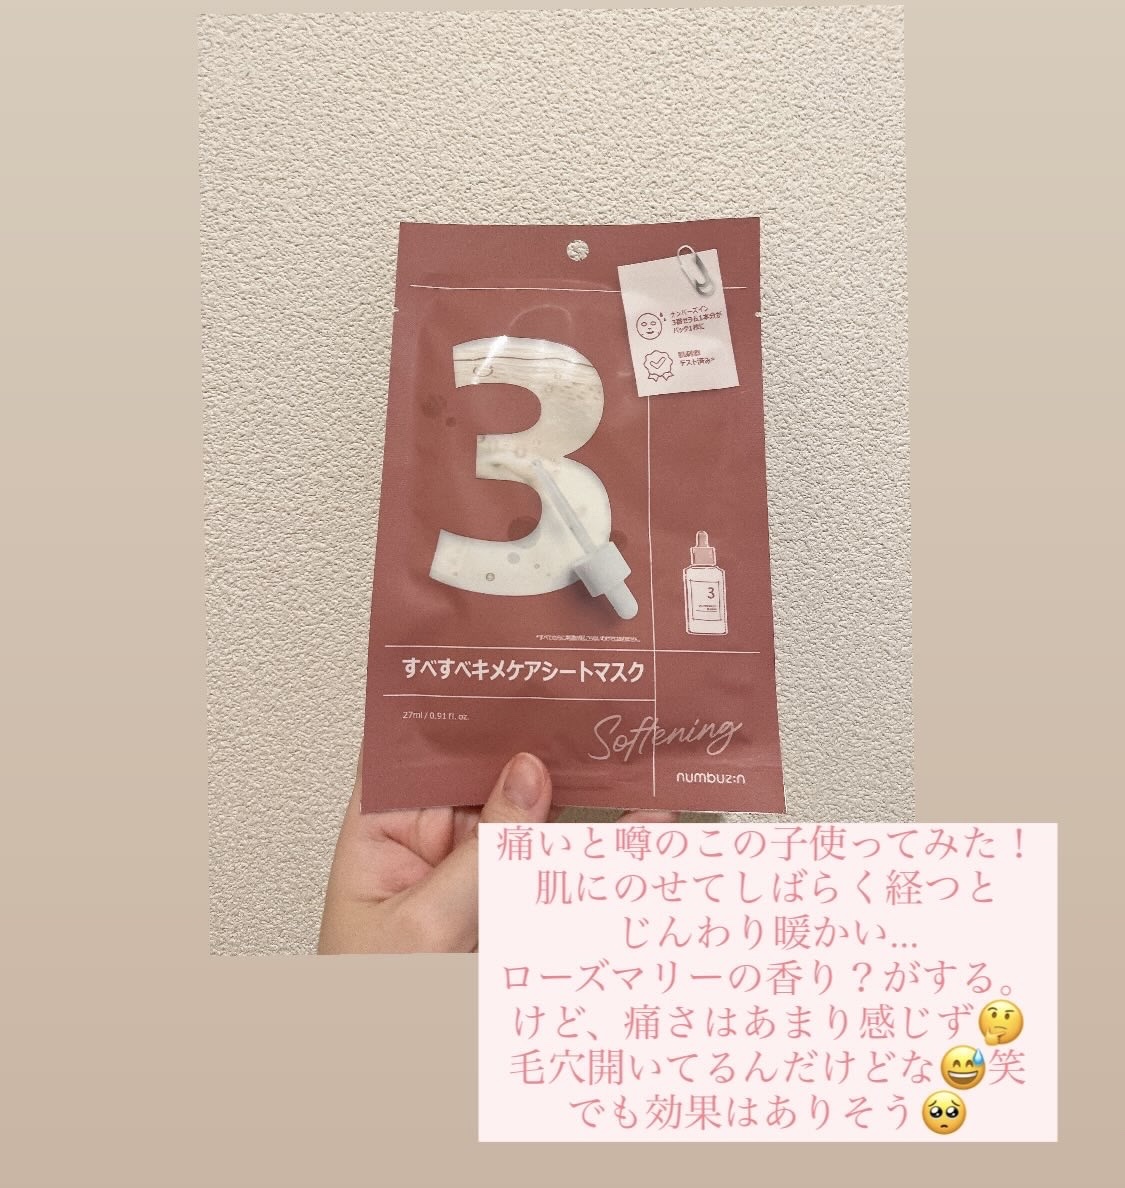 ナンバーズイン
3番セラム1本分が
パック1枚に
肌刺激
テスト済み*
3
3
すべすべキメケアシートマスク
27ml / 0.91 fl. oz.
Softening
numbuz:n
痛いと噂のこの子使ってみた！
肌にのせてしばらく経つと
じんわり暖かい...
ローズマリーの香り？がする。
けど、痛さはあまり感じず🤔
毛穴開いてるんだけどな😅笑
でも効果はありそう🥺